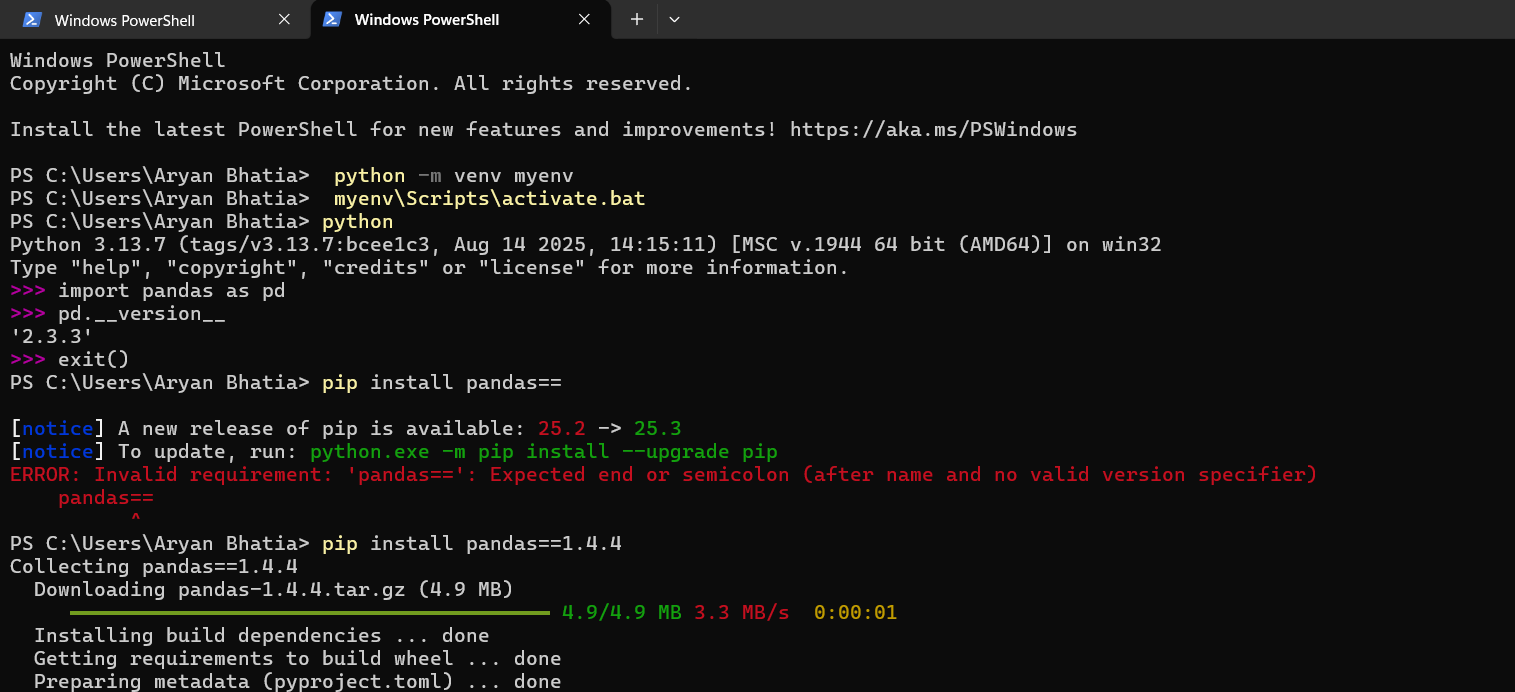 Windows PowerShell
Windows PowerShell
Windows PowerShell
Copyright (C) Microsoft Corporation. All rights reserved.
Install the latest PowerShell for new features and improvements! https://aka.ms/PSWindows
PS C:\Users\Aryan Bhatia>  python -m venv myenv
PS C:\Users\Aryan Bhatia>  myenv\Scripts\activate.bat
PS C:\Users\Aryan Bhatia> python
Python 3.13.7 (tags/v3.13.7:bcee1c3, Aug 14 2025, 14:15:11) [MSC v.1944 64 bit (AMD64)] on win32
Type "help", "copyright", "credits" or "license" for more information.
>>> import pandas as pd
>>> pd.__version__
'2.3.3'
>>> exit()
PS C:\Users\Aryan Bhatia> pip install pandas==
[notice] A new release of pip is available: 25.2 -> 25.3
[notice] To update, run: python.exe -m pip install --upgrade pip
ERROR: Invalid requirement: 'pandas==': Expected end or semicolon (after name and no valid version specifier)
    pandas==
          ^
PS C:\Users\Aryan Bhatia> pip install pandas==1.4.4
Collecting pandas==1.4.4
  Downloading pandas-1.4.4.tar.gz (4.9 MB)
4.9/4.9 MB 3.3 MB/s  0:00:01
  Installing build dependencies ... done
  Getting requirements to build wheel ... done
  Preparing metadata (pyproject.toml) ... done